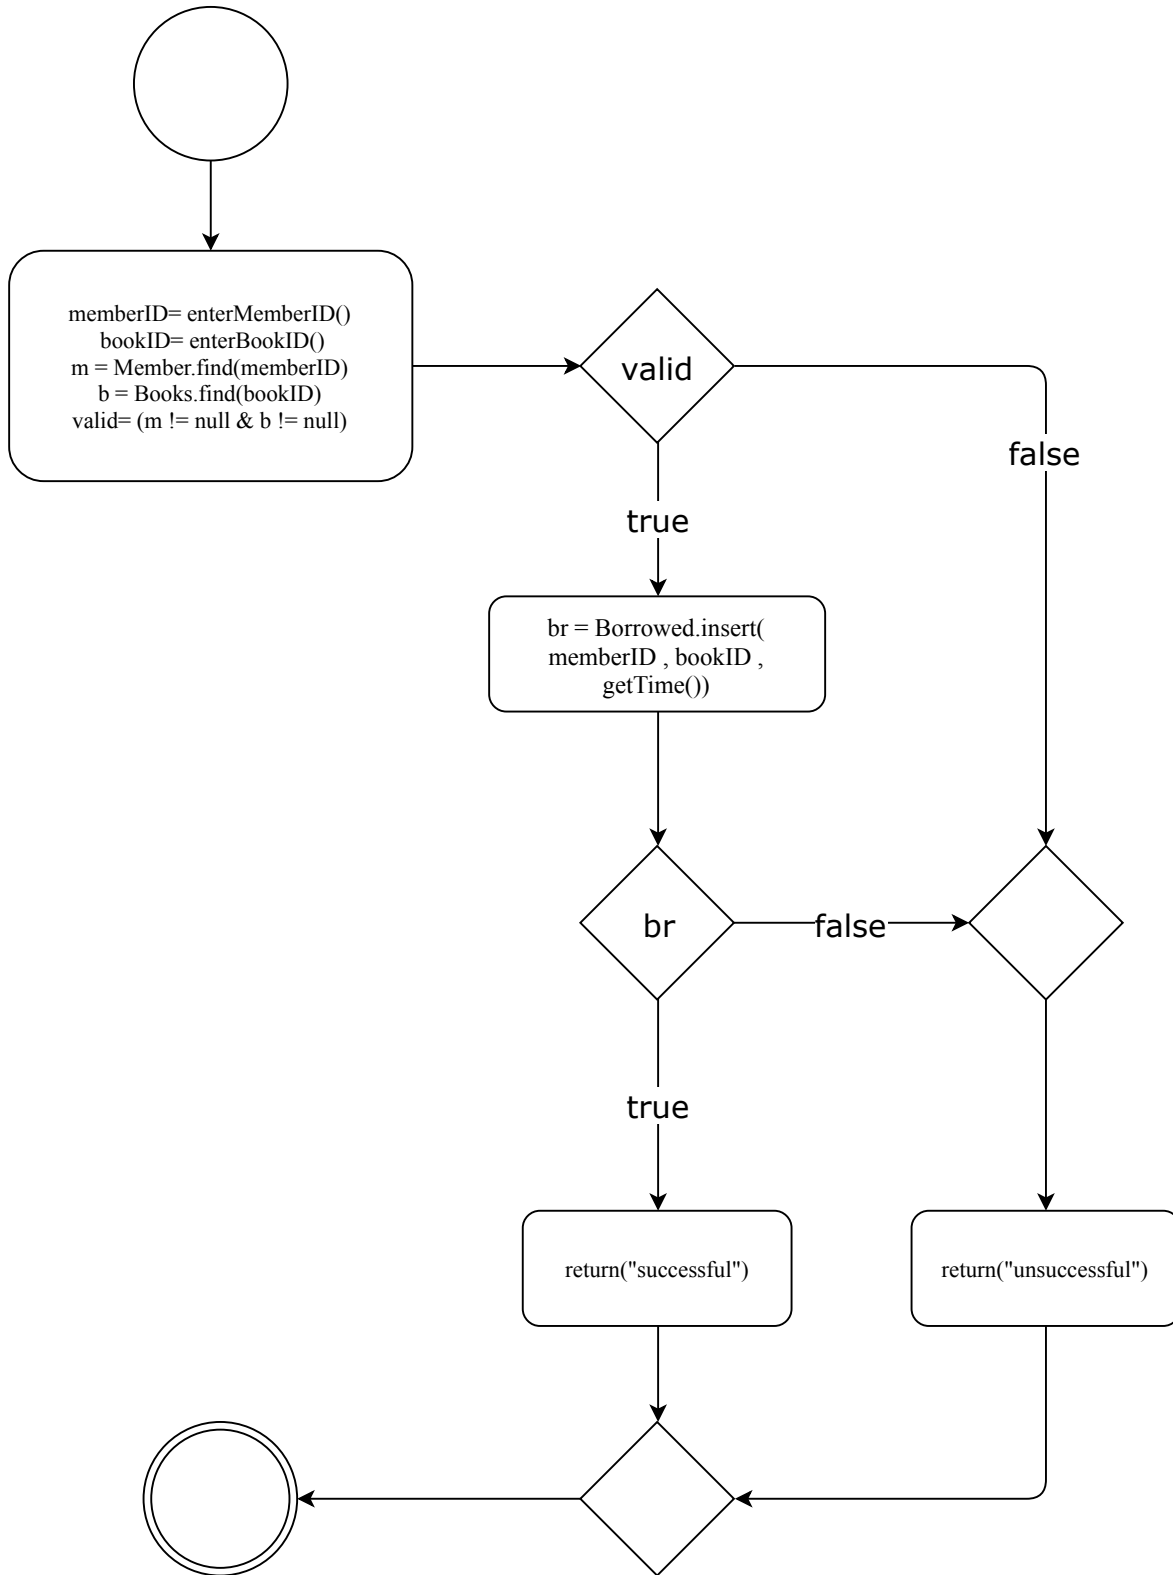 memberID= enterMemberID()
bookID= enterBookID()
m = Member.find(memberID)
b = Books.find(bookID)
valid= (m != null & b != null)
valid
false
true
br = Borrowed.insert(
memberID , bookID ,
getTime())
br
false
true
return("successful")
return("unsuccessful")